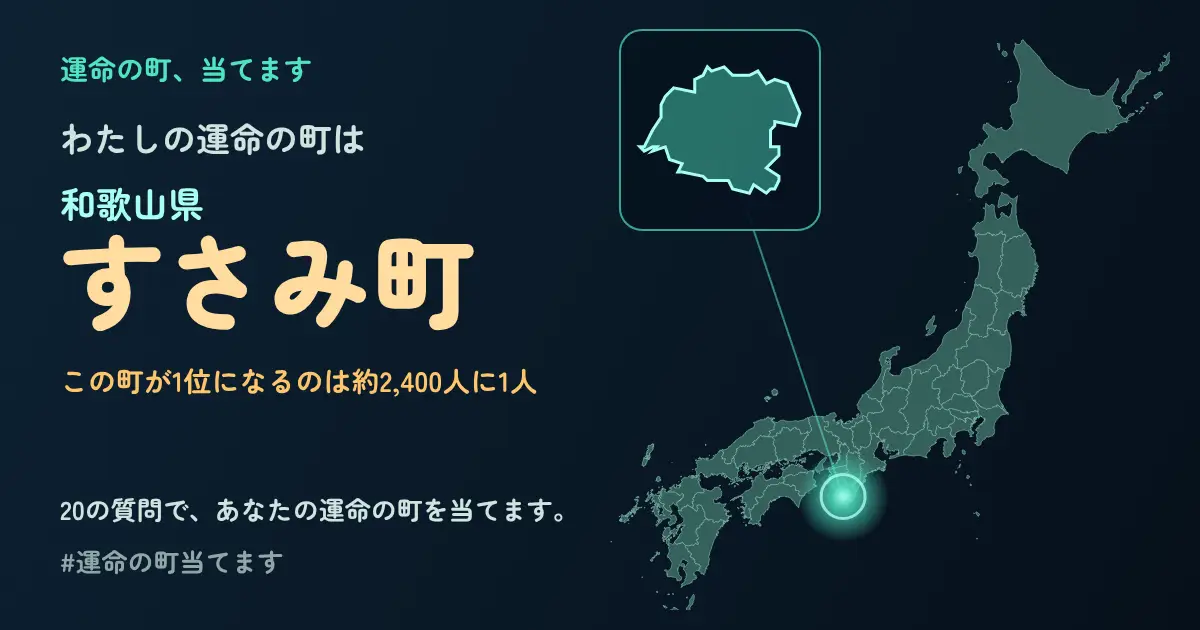 運命の町、当てます
わたしの運命の町は
和歌山県
すさみ町
この町が1位になるのは約2,400人に1人
20の質問で、あなたの運命の町を当てます。
#運命の町当てます